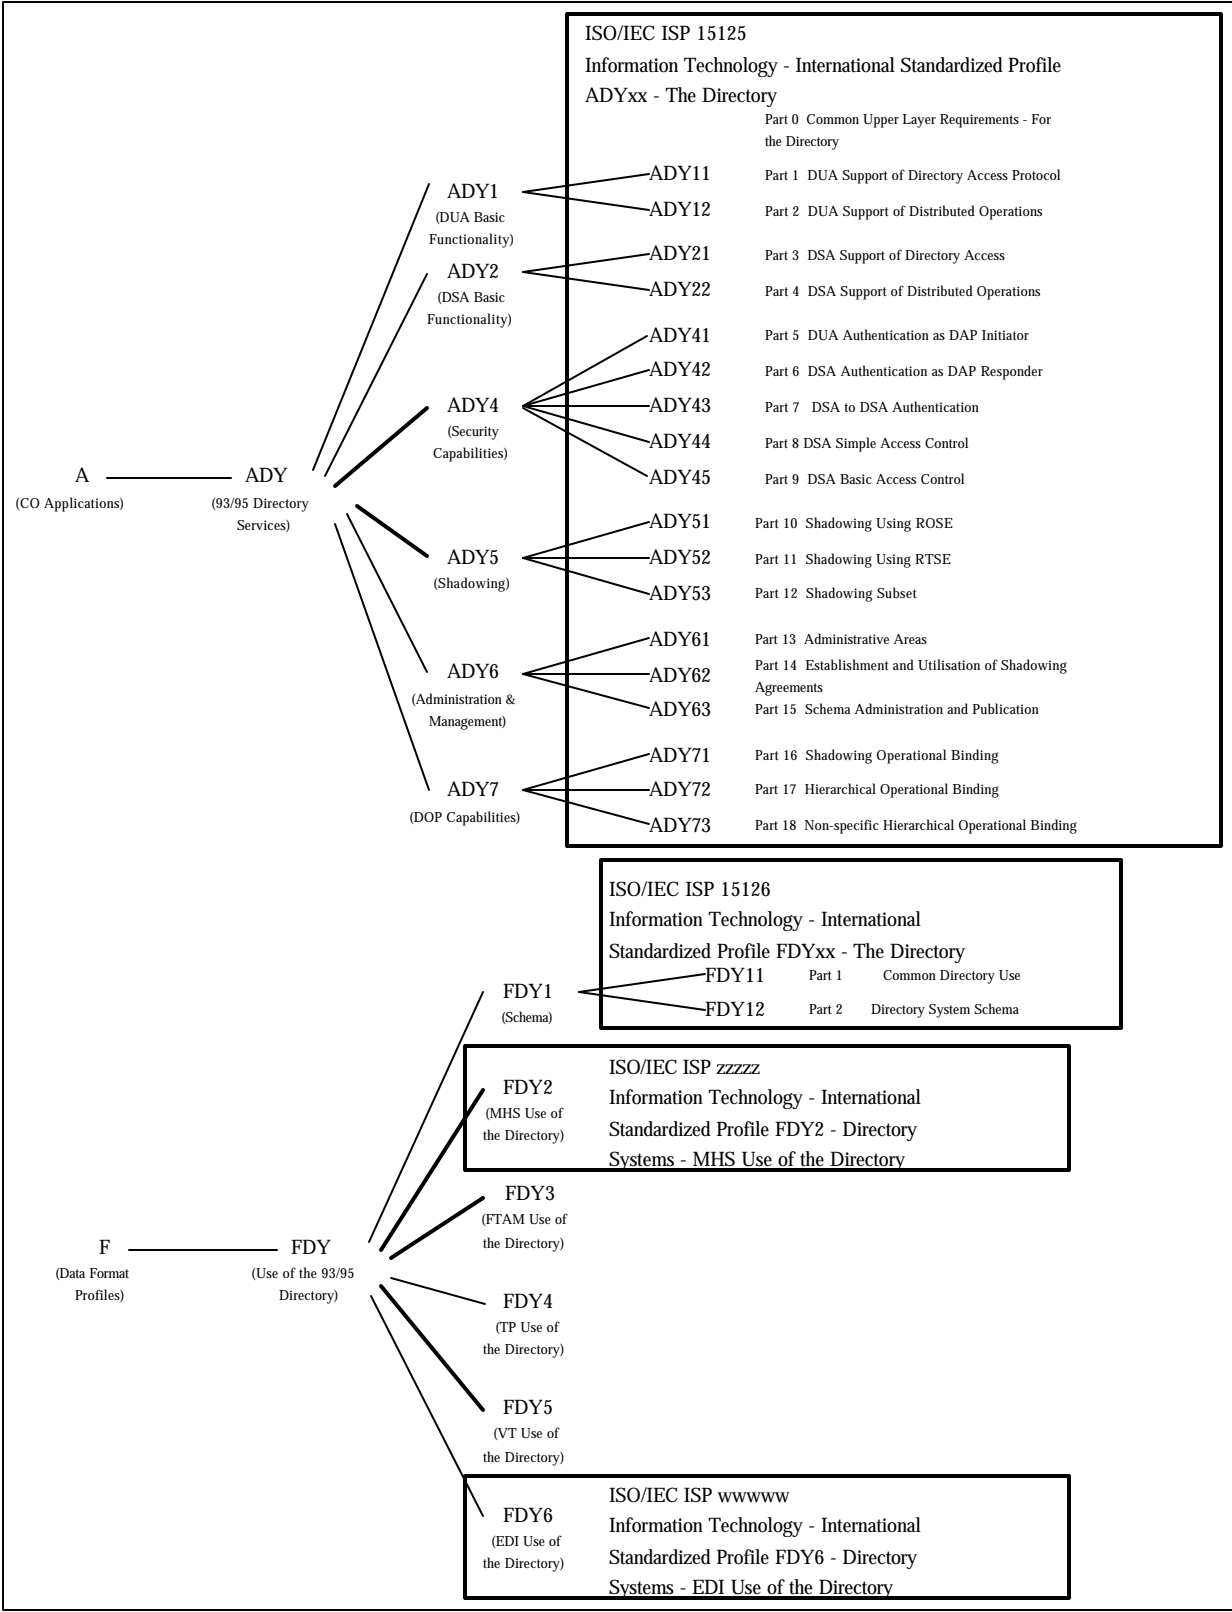 ISO/IEC ISP 15125
Information Technology - International Standardized Profile
ADYxx - The Directory
Part 0 Common Upper Layer Requirements - For
the Directory
ADY11 Part 1 DUA Support of Directory Access Protocol
ADY1
(DUA Basic
Functionality)
ADY12 Part 2 DUA Support of Distributed Operations
ADY21 Part 3 DSA Support of Directory Access
ADY2
(DSA Basic
Functionality)
ADY22 Part 4 DSA Support of Distributed Operations
ADY41 Part 5 DUA Authentication as DAP Initiator
ADY42 Part 6 DSA Authentication as DAP Responder
ADY4
(Security
Capabilities)
ADY43 Part 7 DSA to DSA Authentication
ADY44 Part 8 DSA Simple Access Control
ADY45 Part 9 DSA Basic Access Control
A
(CO Applications)
ADY
(93/95 Directory
Services)
ADY51 Part 10 Shadowing Using ROSE
ADY5
(Shadowing)
ADY52 Part 11 Shadowing Using RTSE
ADY53 Part 12 Shadowing Subset
ADY61 Part 13 Administrative Areas
ADY6
(Administration &
Management)
ADY62 Part 14 Establishment and Utilisation of Shadowing
Agreements
ADY63 Part 15 Schema Administration and Publication
ADY71 Part 16 Shadowing Operational Binding
ADY7
(DOP Capabilities)
ADY72 Part 17 Hierarchical Operational Binding
ADY73 Part 18 Non-specific Hierarchical Operational Binding
ISO/IEC ISP 15126
Information Technology - International
Standardized Profile FDYxx - The Directory
FDY11 Part 1 Common Directory Use
FDY1
(Schema)
FDY12 Part 2 Directory System Schema
FDY2
(MHS Use of
the Directory)
ISO/IEC ISP zzzzz
Information Technology - International
Standardized Profile FDY2 - Directory
Systems - MHS Use of the Directory
FDY3
(FTAM Use of
the Directory)
F
(Data Format
Profiles)
FDY
(Use of the 93/95
Directory)
FDY4
(TP Use of
the Directory)
FDY5
(VT Use of
the Directory)
FDY6
(EDI Use of
the Directory)
ISO/IEC ISP wwwww
Information Technology - International
Standardized Profile FDY6 - Directory
Systems - EDI Use of the Directory